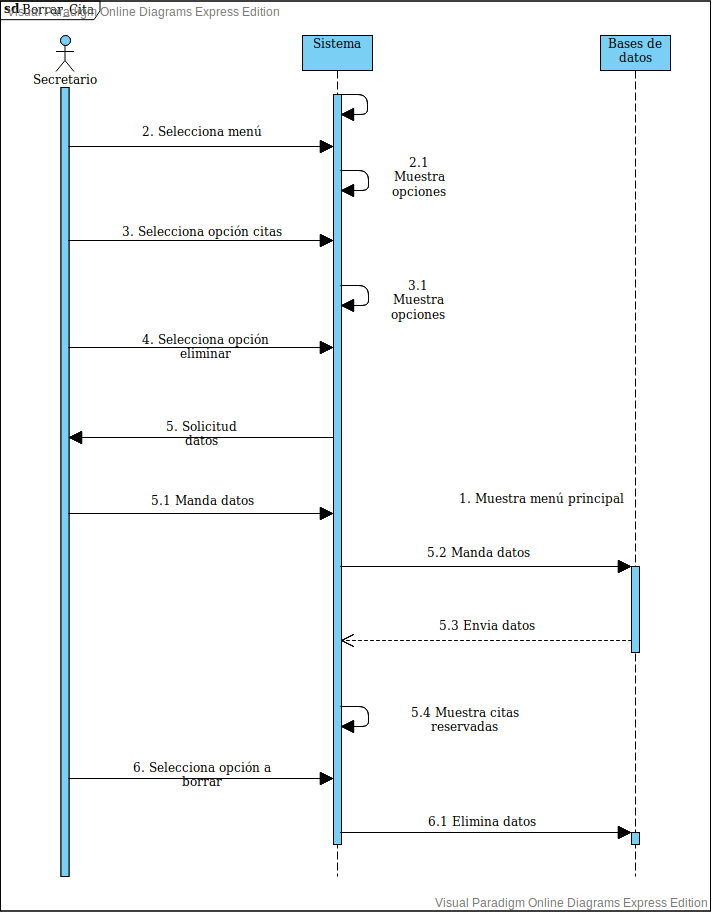 sd Borrar_Cita
Visual Paradigm Online Diagrams Express Edition
Secretario
Sistema
Bases de
datos
2. Selecciona menú
2.1
Muestra
opciones
3. Selecciona opción citas
3.1
Muestra
opciones
4. Selecciona opción
eliminar
5. Solicitud
datos
5.1 Manda datos
1. Muestra menú principal
5.2 Manda datos
5.3 Envia datos
5.4 Muestra citas
reservadas
6. Selecciona opción a
borrar
6.1 Elimina datos
Visual Paradigm Online Diagrams Express Edition